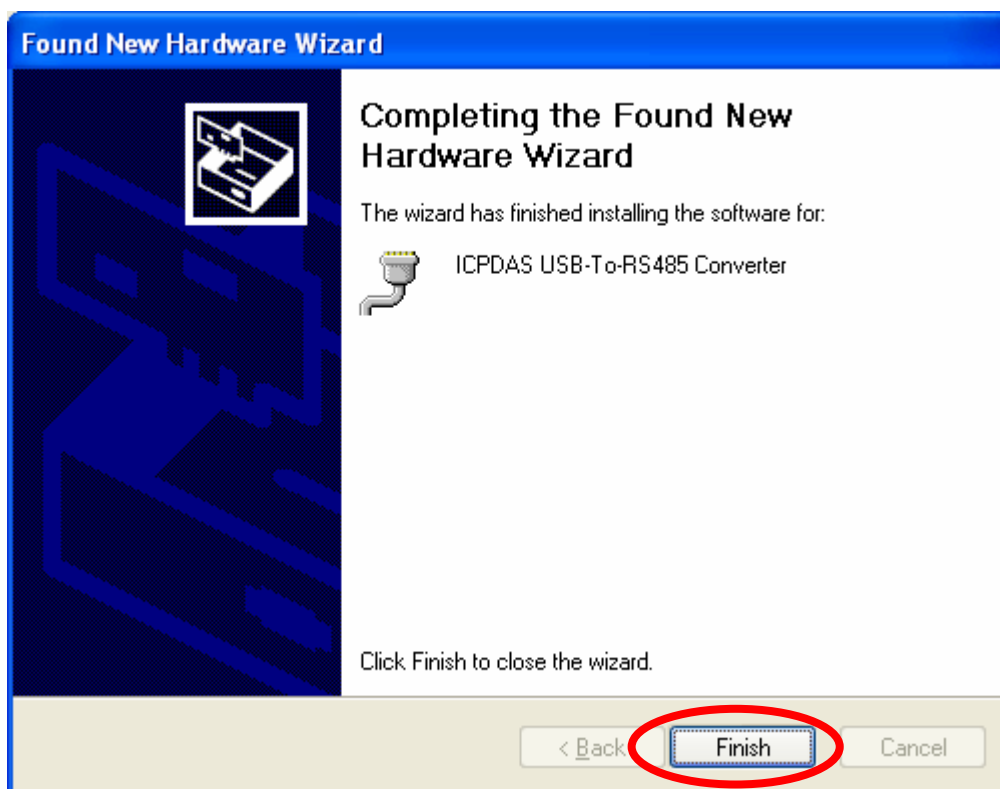 Found New Hardware Wizard
Completing the Found New
Hardware Wizard
The wizard has finished installing the software for:
ICPDAS USB-To-RS485 Converter
Click Finish to close the wizard.
< Back
Finish
Cancel